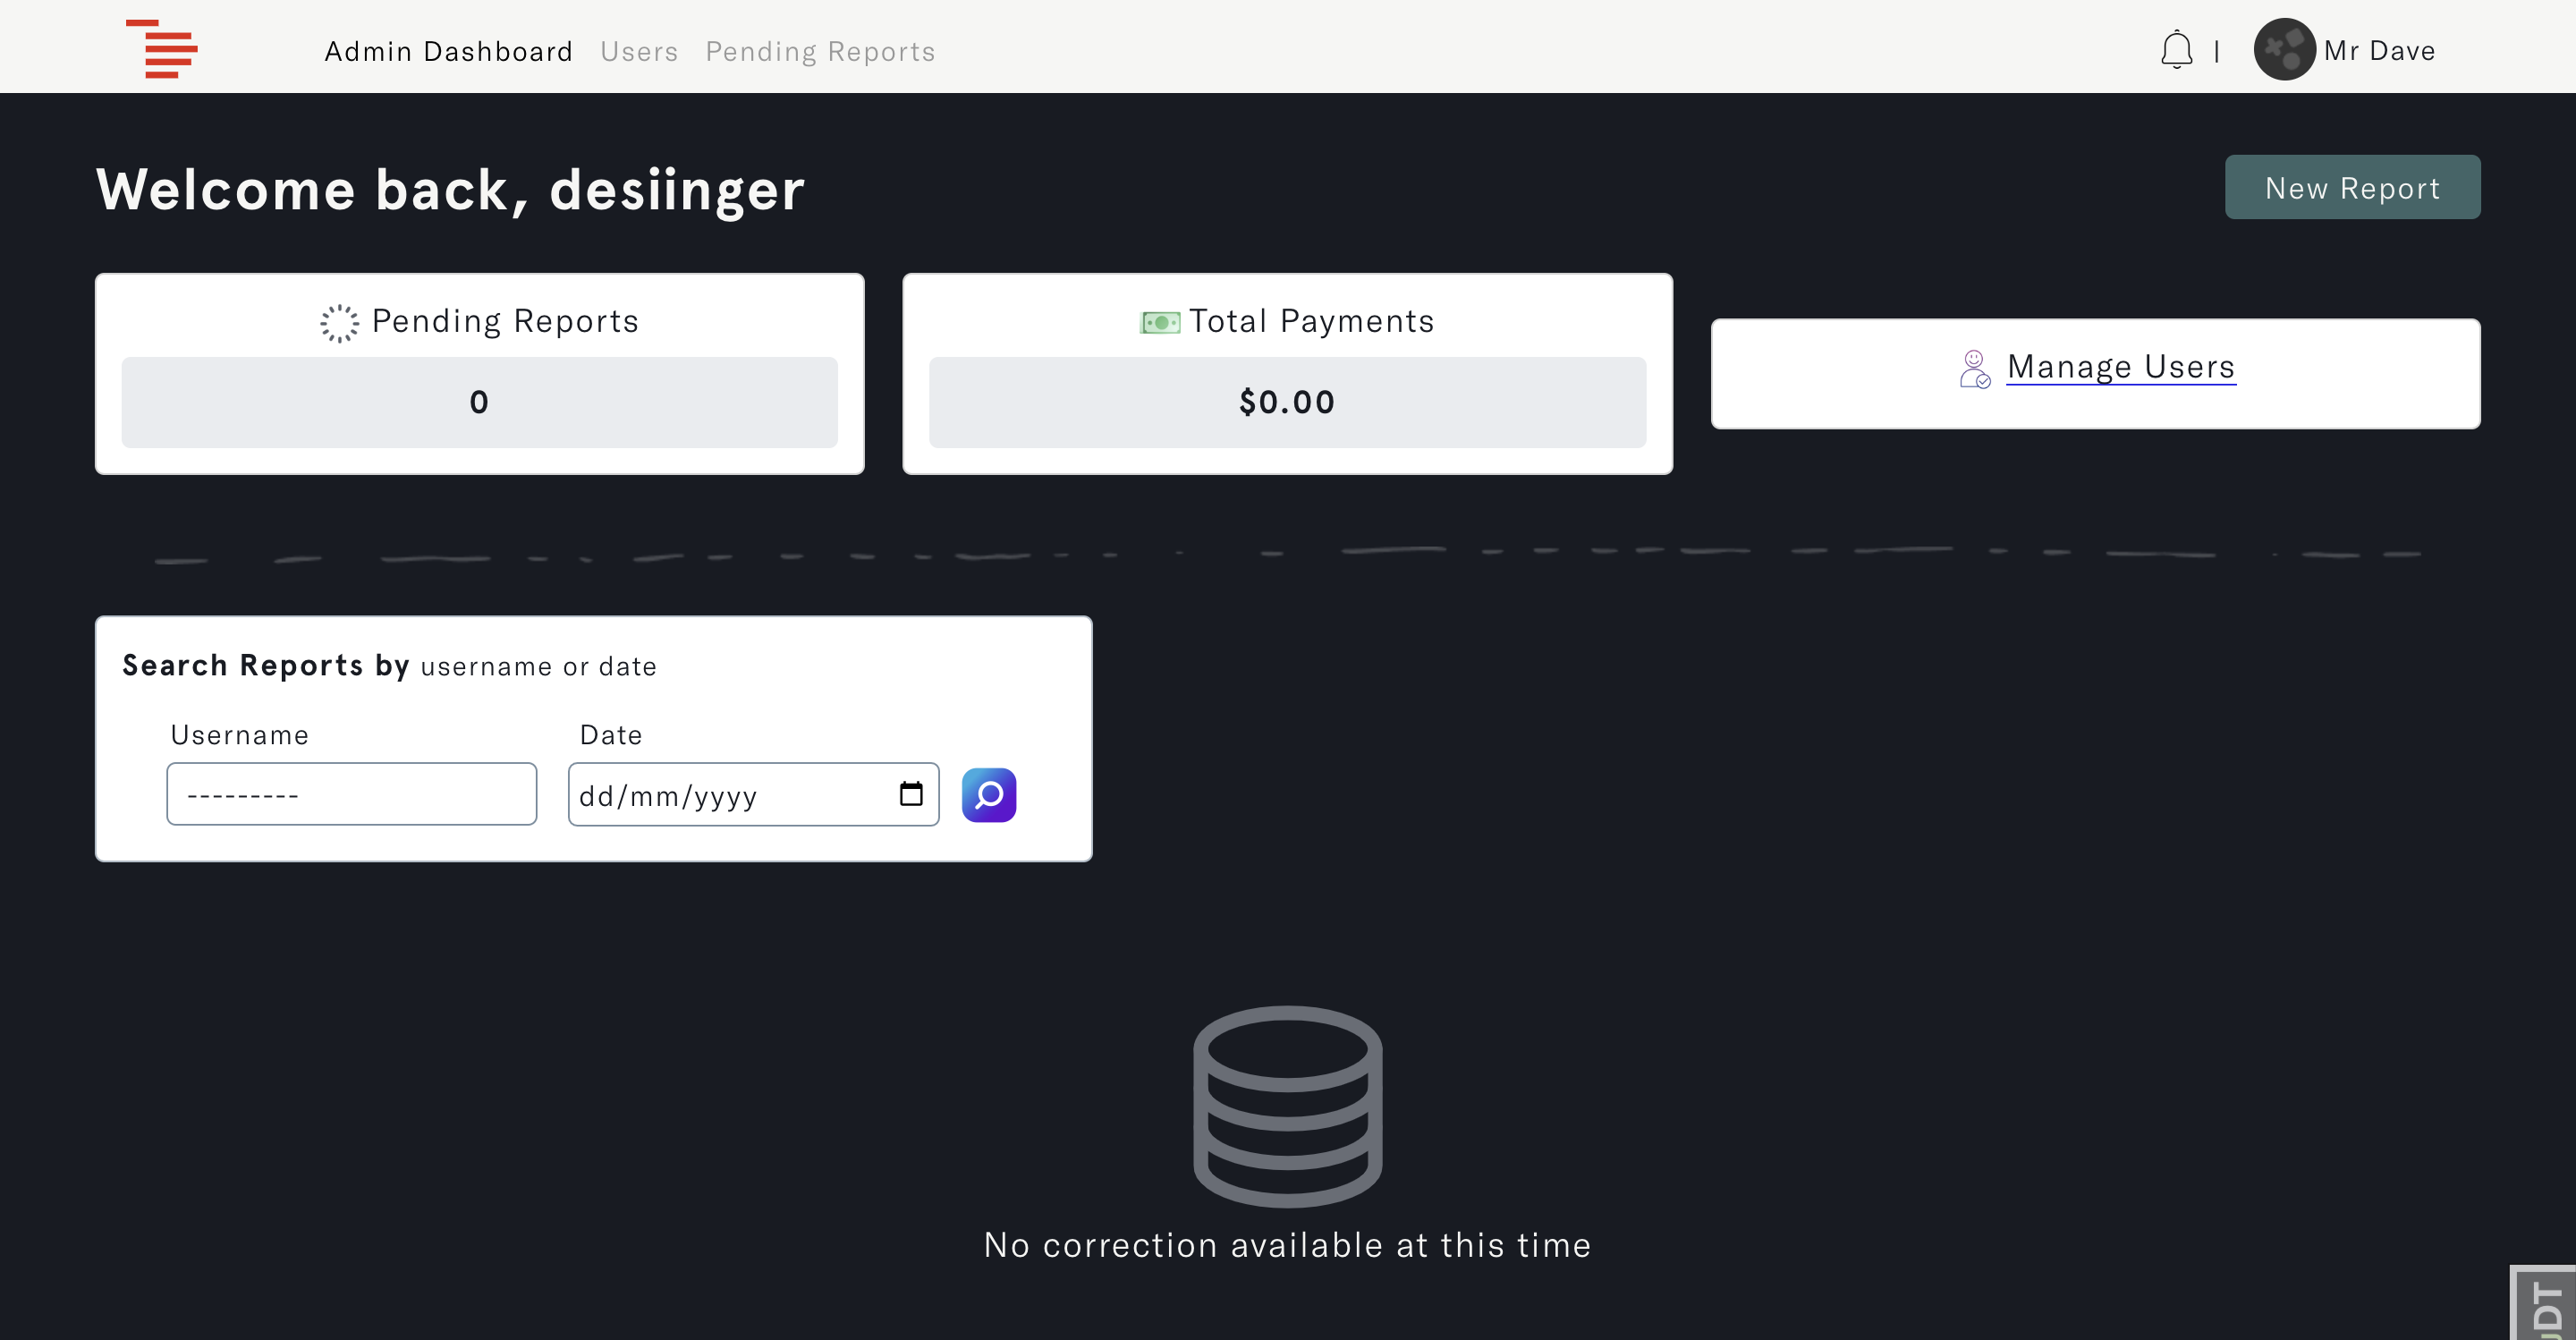 Admin Dashboard Users Pending Reports | Mr Dave
Welcome back, desiinger
New Report
Pending Reports
0
Total Payments
$0.00
Manage Users
Search Reports by username or date
Username
Date
---------
dd/mm/yyyy
No correction available at this time
DT